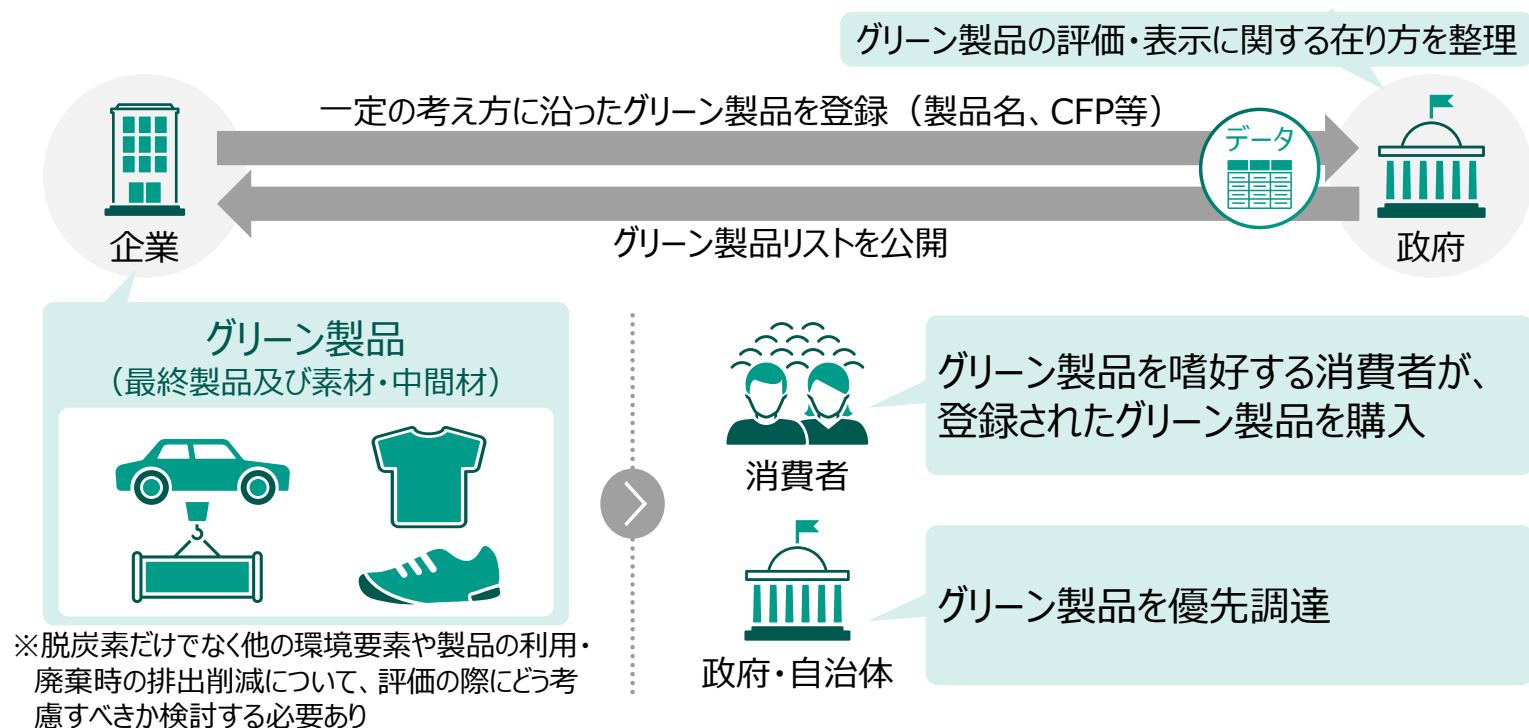 グリーン製品の評価・表示に関する在り方を整理
一定の考え方に沿ったグリーン製品を登録（製品名、CFP等）
データ
企業
グリーン製品リストを公開
政府
グリーン製品
（最終製品及び素材・中間材）
※脱炭素だけでなく他の環境要素や製品の利用・
廃棄時の排出削減について、評価の際にどう考
慮すべきか検討する必要あり
消費者
グリーン製品を嗜好する消費者が、
登録されたグリーン製品を購入
政府・自治体
グリーン製品を優先調達